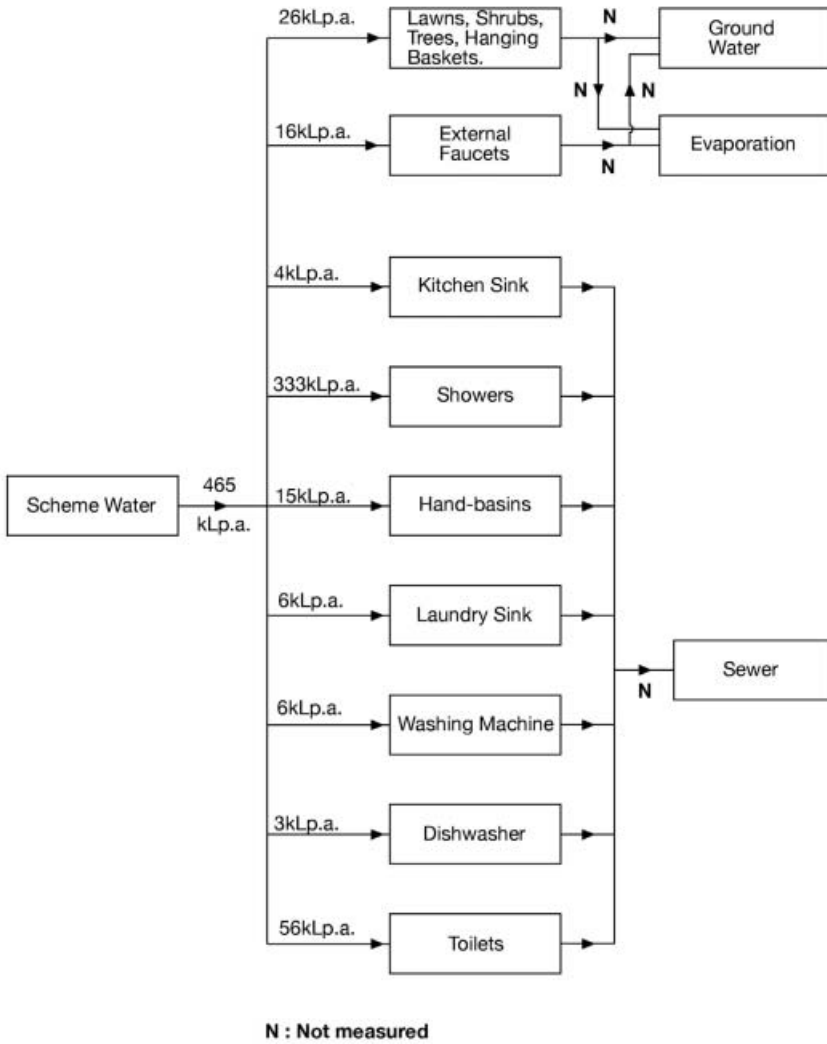 26kLp.a.
Lawns, Shrubs,
Trees, Hanging
Baskets.
N
Ground
Water
N
N
16kLp.a.
External
Faucets
N
Evaporation
4kLp.a.
Kitchen Sink
333kLp.a.
Showers
Scheme Water
465
kLp.a.
15kLp.a.
Hand-basins
6kLp.a.
Laundry Sink
N
Sewer
6kLp.a.
Washing Machine
3kLp.a.
Dishwasher
56kLp.a.
Toilets
N : Not measured